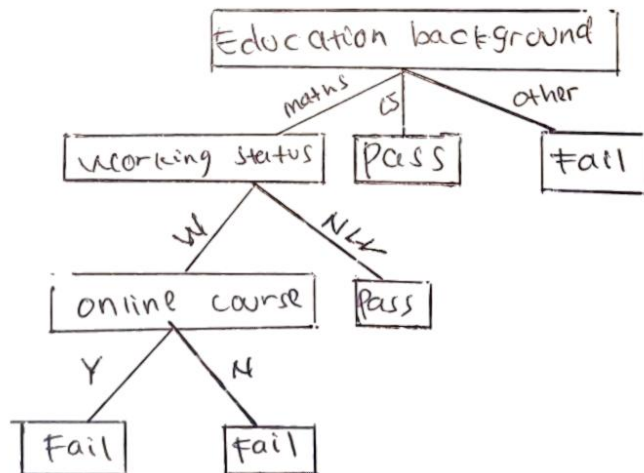 Education background
maths
CS
other
Working status
Pass
Fail
W
NW
online course
Pass
Y
N
Fail
Fail